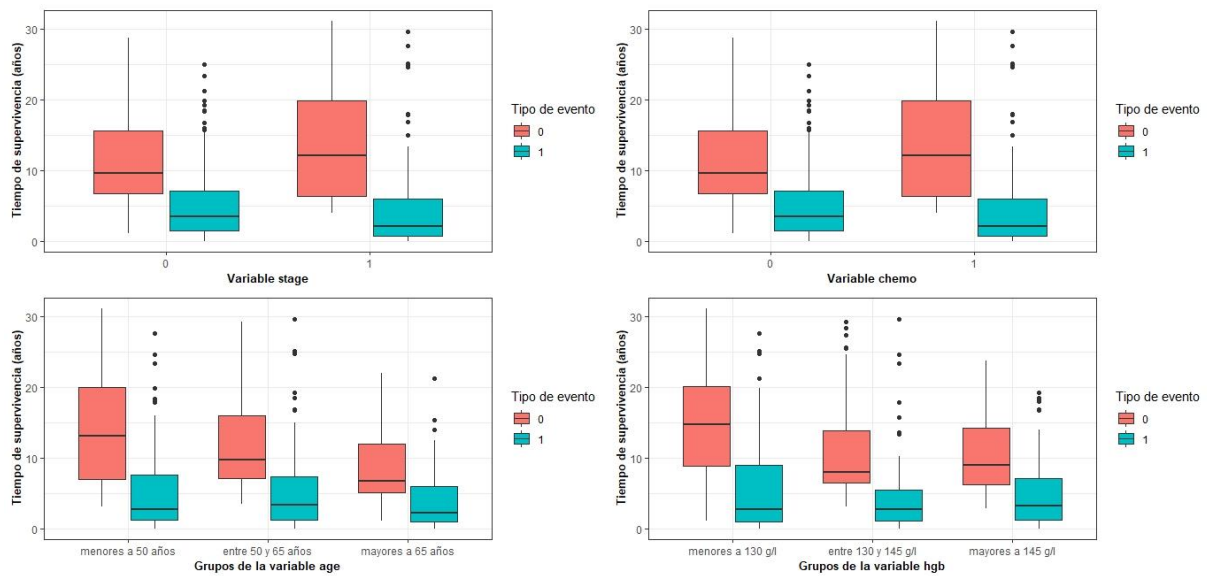 Tiempo de supervivencia (años)
30
20
10
0
0
1
Variable stage
Tipo de evento
0
1
Tiempo de supervivencia (años)
30
20
10
0
0
1
Variable chemo
Tipo de evento
0
1
Tiempo de supervivencia (años)
30
20
10
0
menores a 50 años
entre 50 y 65 años
mayores a 65 años
Grupos de la variable age
Tipo de evento
0
1
Tiempo de supervivencia (años)
30
20
10
0
menores a 130 g/l
entre 130 y 145 g/l
mayores a 145 g/l
Grupos de la variable hgb
Tipo de evento
0
1